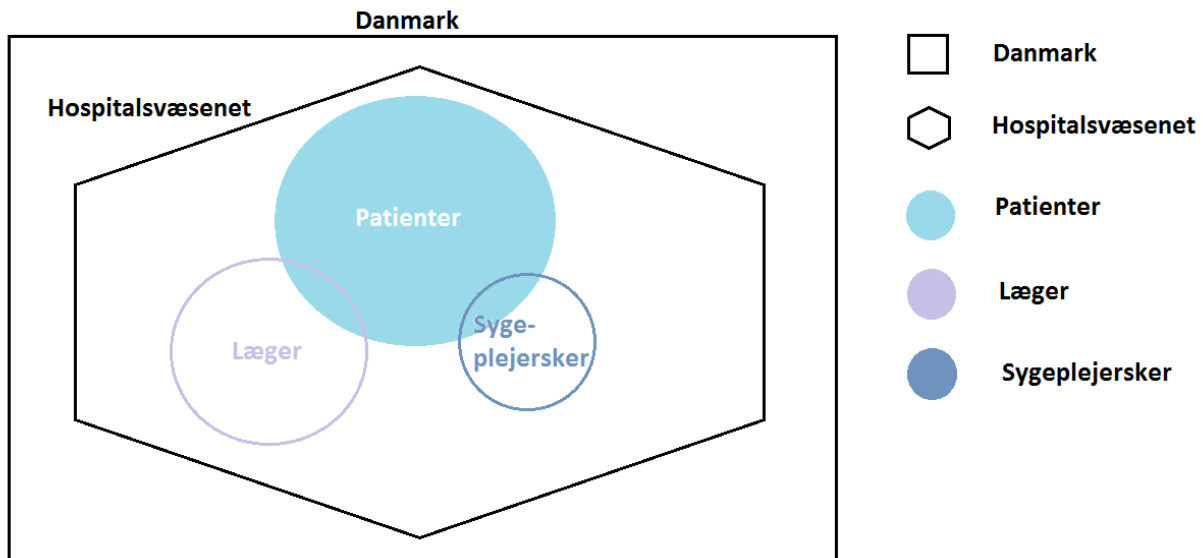 Danmark
Hospitalsvæsenet
Patienter
Læger
Syge-
plejersker
Danmark
Hospitalsvæsenet
Patienter
Læger
Sygeplejersker